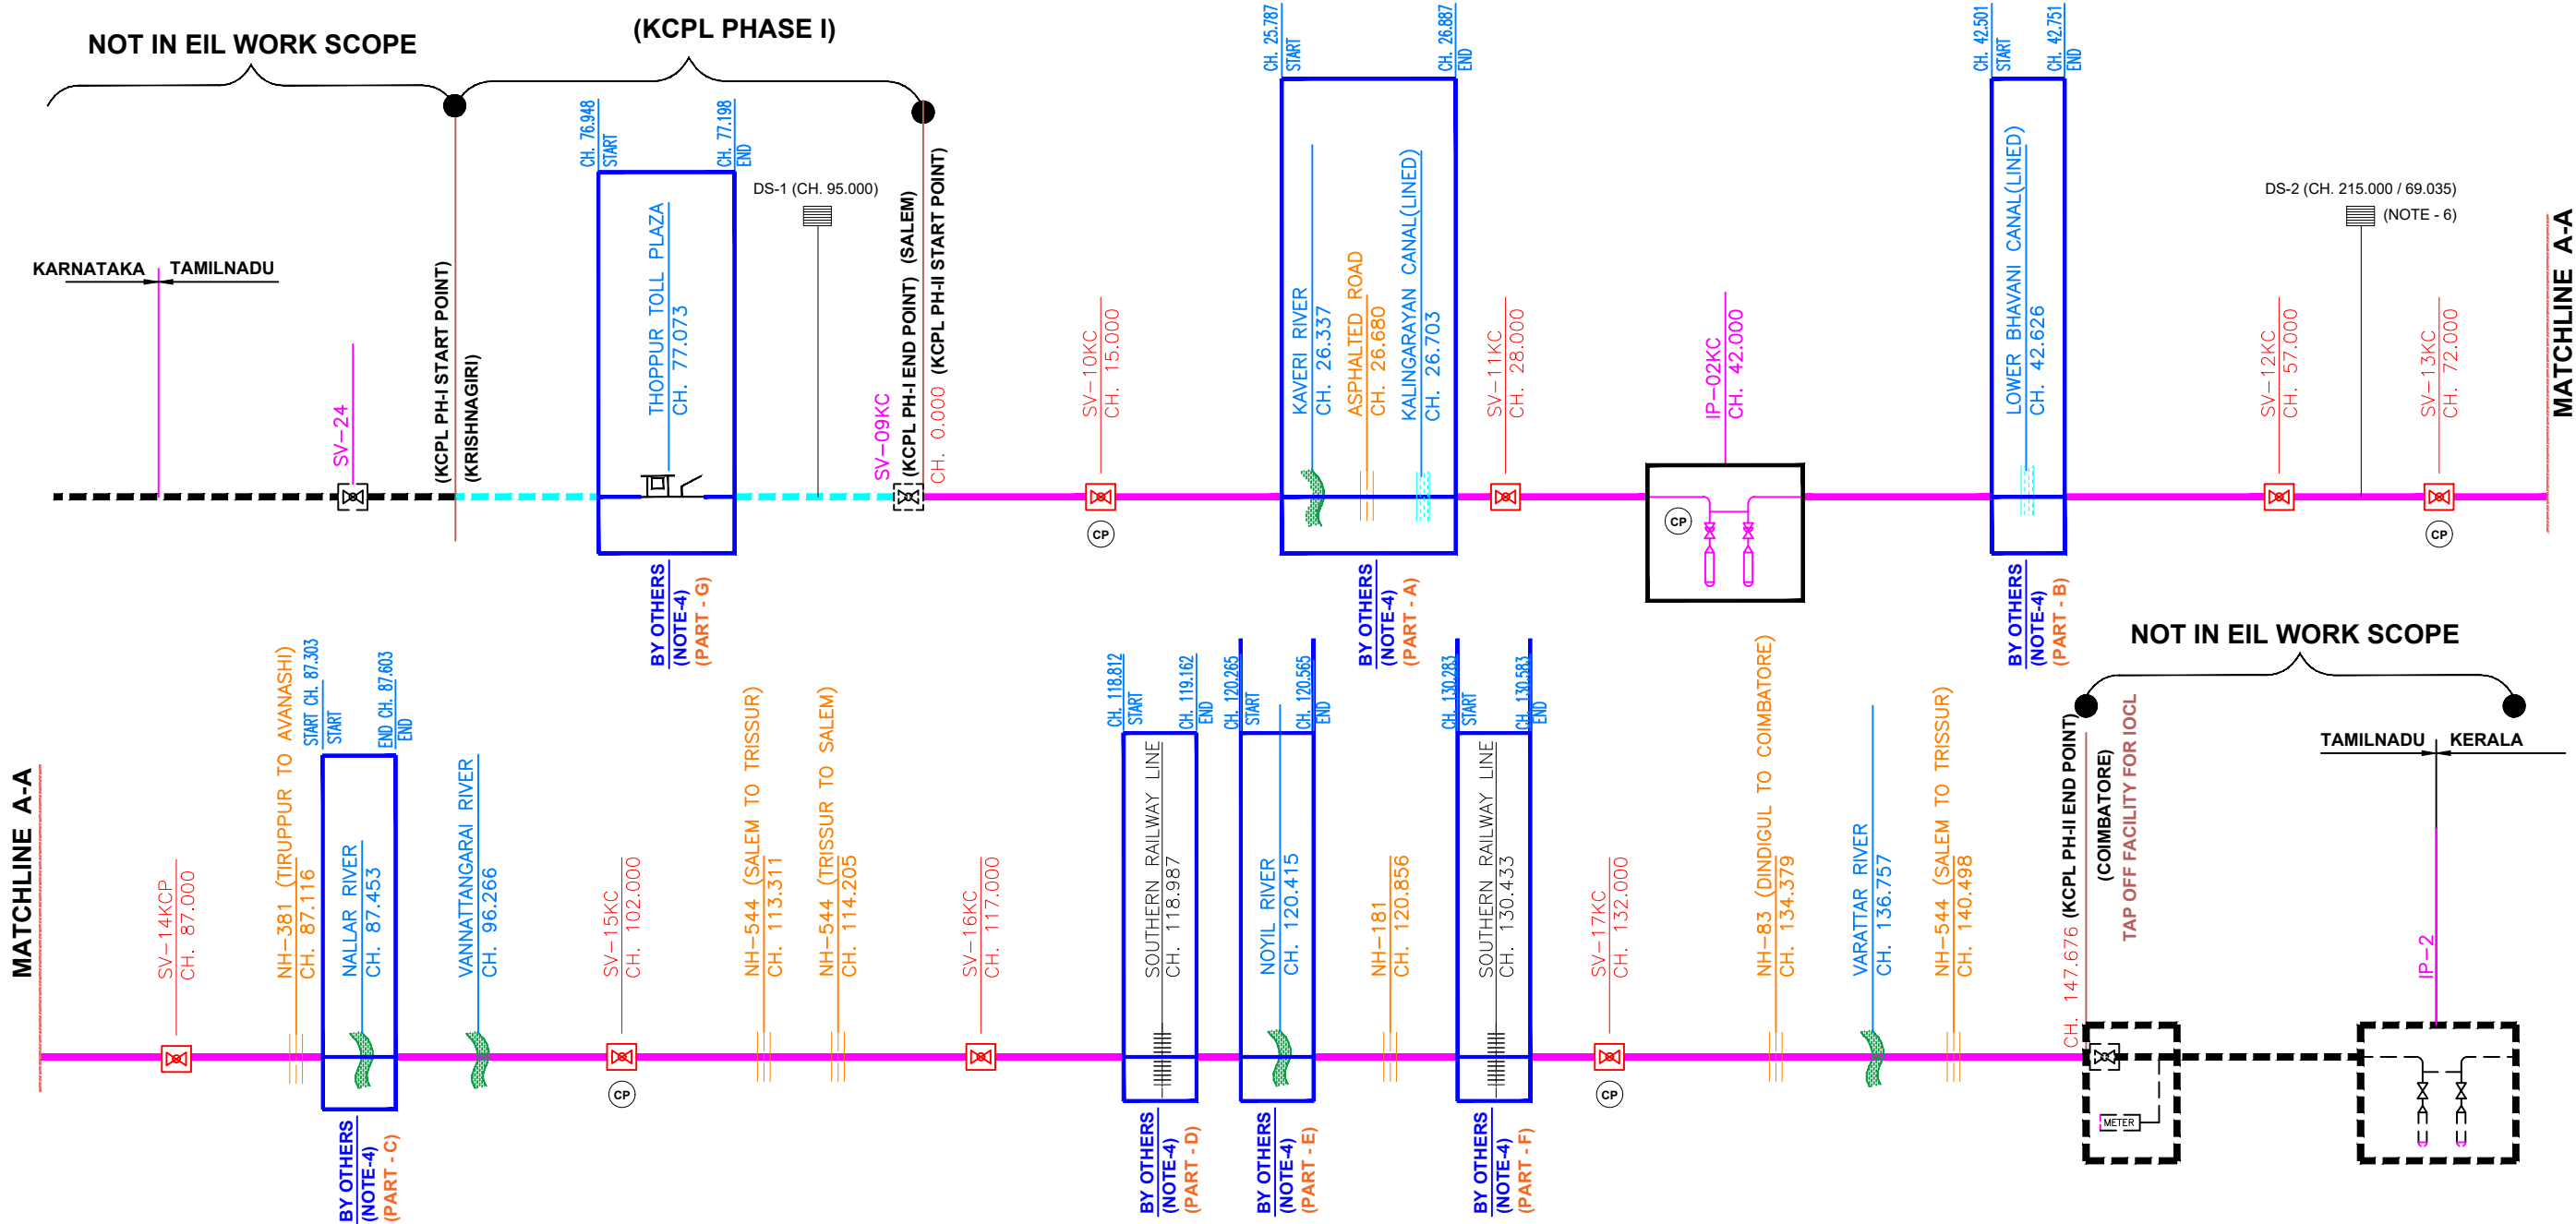 NOT IN EIL WORK SCOPE
(KCPL PHASE I)
KARNATAKA
TAMILNADU
SV-24
(KCPL PH-I START POINT)
(KRISHNAGIRI)
CH. 76.948
START
CH. 77.198
END
THOPPUR TOLL PLAZA
CH. 77.073
BY OTHERS
(NOTE-4)
(PART - G)
DS-1 (CH. 95.000)
SV-09KC
(KCPL PH-I END POINT) (SALEM)
CH. 0.000 (KCPL PH-II START POINT)
SV-10KC
CH. 15.000
CP
CH. 25.787
START
CH. 26.887
END
KAVERI RIVER
CH. 26.337
ASPHALTED ROAD
CH. 26.680
KALINGARAYAN CANAL(LINED)
CH. 26.703
BY OTHERS
(NOTE-4)
(PART - A)
SV-11KC
CH. 28.000
IP-02KC
CH. 42.000
CP
CH. 42.501
START
CH. 42.751
END
LOWER BHAVANI CANAL(LINED)
CH. 42.626
BY OTHERS
(NOTE-4)
(PART - B)
SV-12KC
CH. 57.000
DS-2 (CH. 215.000 / 69.035)
(NOTE - 6)
SV-13KC
CH. 72.000
CP
MATCHLINE A-A
MATCHLINE A-A
SV-14KCP
CH. 87.000
NH-381 (TIRUPPUR TO AVANASHI)
CH. 87.116
START CH. 87.303
START
END CH. 87.603
END
NALLAR RIVER
CH. 87.453
BY OTHERS
(NOTE-4)
(PART - C)
VANNATTANGARAI RIVER
CH. 96.266
SV-15KC
CH. 102.000
CP
NH-544 (SALEM TO TRISSUR)
CH. 113.311
NH-544 (TRISSUR TO SALEM)
CH. 114.205
SV-16KC
CH. 117.000
CH. 118.812
START
CH. 119.162
END
SOUTHERN RAILWAY LINE
CH. 118.987
BY OTHERS
(NOTE-4)
(PART - D)
CH. 120.265
START
CH. 120.565
END
NOYIL RIVER
CH. 120.415
BY OTHERS
(NOTE-4)
(PART - E)
NH-181
CH. 120.856
CH. 130.283
START
CH. 130.583
END
SOUTHERN RAILWAY LINE
CH. 130.433
BY OTHERS
(NOTE-4)
(PART - F)
SV-17KC
CH. 132.000
CP
NH-83 (DINDIGUL TO COIMBATORE)
CH. 134.379
VARATTAR RIVER
CH. 136.757
NH-544 (SALEM TO TRISSUR)
CH. 140.498
NOT IN EIL WORK SCOPE
CH. 147.676 (KCPL PH-II END POINT)
(COIMBATORE)
TAP OFF FACILITY FOR IOCL
METER
TAMILNADU
KERALA
IP-2